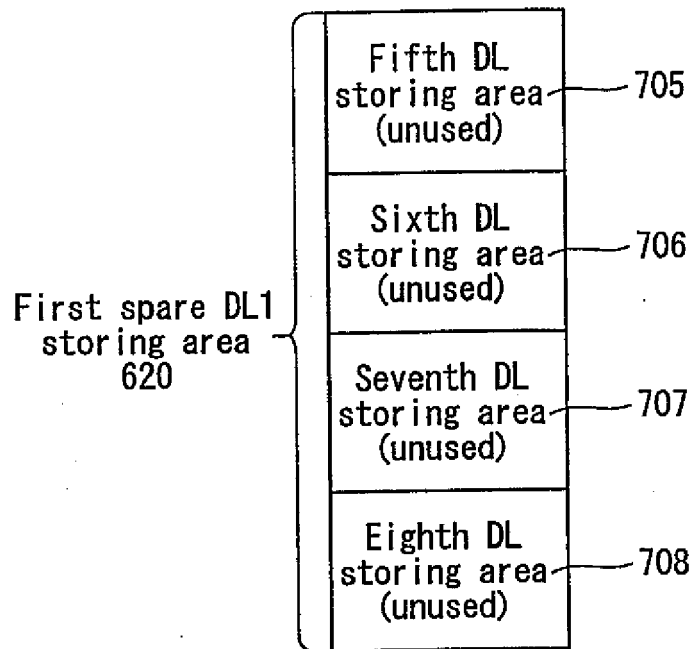 Fifth DL
storing area
(unused)
705
Sixth DL
storing area
(unused)
706
First spare DL1
storing area
620
Seventh DL
storing area
(unused)
707
Eighth DL
storing area
(unused)
708